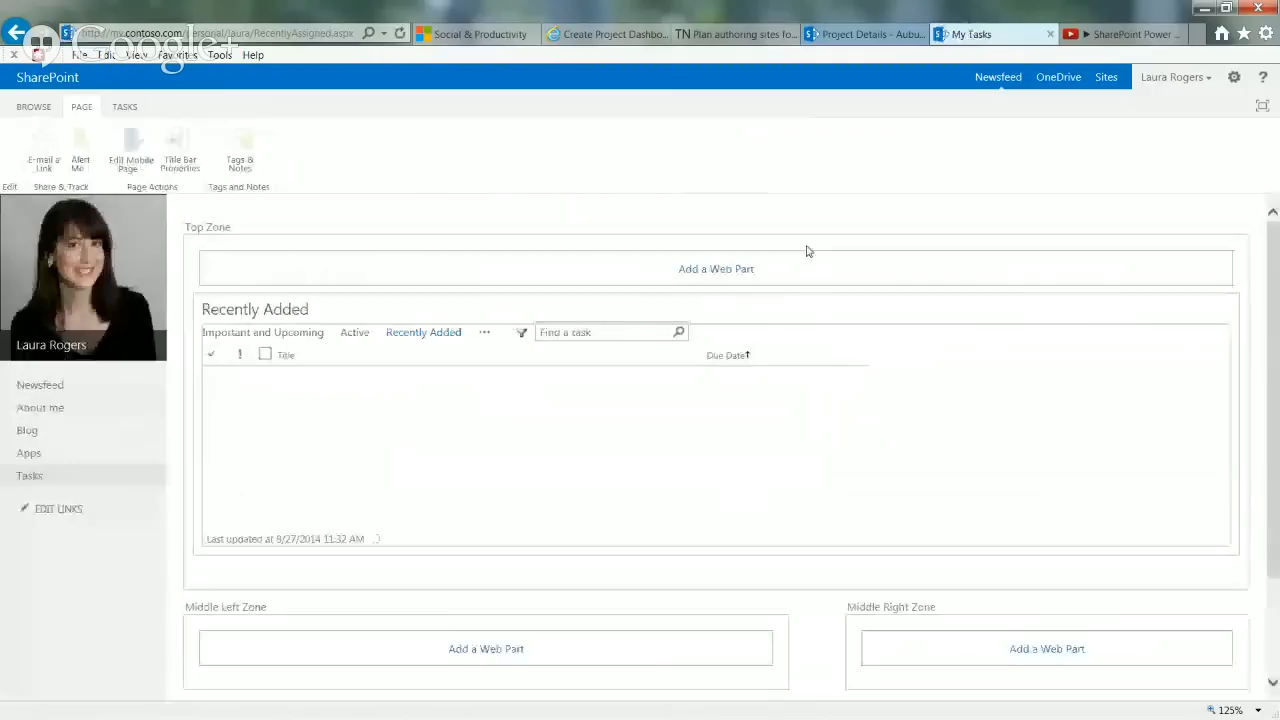 Google+
http://my.contoso.com/personal/laura/RecentlyAssigned.aspx
Social & Productivity
Create Project Dashbo...
TN Plan authoring sites fo...
Project Details - Aubu...
My Tasks
► SharePoint Power ...
File Edit View Favorites Tools Help
SharePoint
Newsfeed OneDrive Sites Laura Rogers ?
BROWSE PAGE TASKS
E-mail a Link
Alert Me
Edit Mobile Page
Title Bar Properties
Tags & Notes
Edit Share & Track Page Actions Tags and Notes
Laura Rogers
Newsfeed
About me
Blog
Apps
Tasks
EDIT LINKS
Top Zone
Add a Web Part
Recently Added
Important and Upcoming Active Recently Added ... Find a task
! Title Due Date
Last updated at 8/27/2014 11:32 AM
Middle Left Zone
Add a Web Part
Middle Right Zone
Add a Web Part
125%